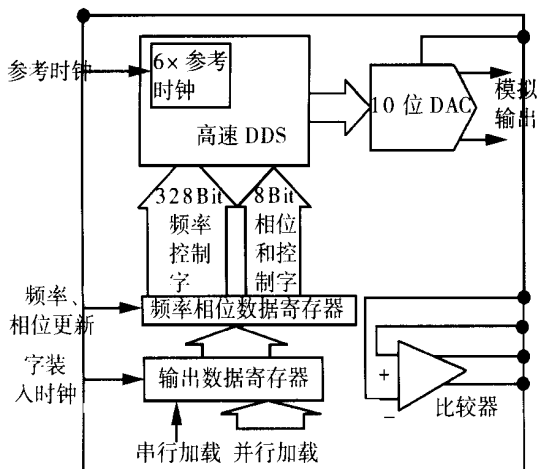 参考时钟
6× 参考
时钟
高速 DDS
10 位 DAC
模拟
输出
328Bit
频率
控制
字
8Bit
相位
和控
制字
频率、
相位更新
频率相位数据寄存器
字装
入时钟
输出数据寄存器
+
−
比较器
串行加载 并行加载